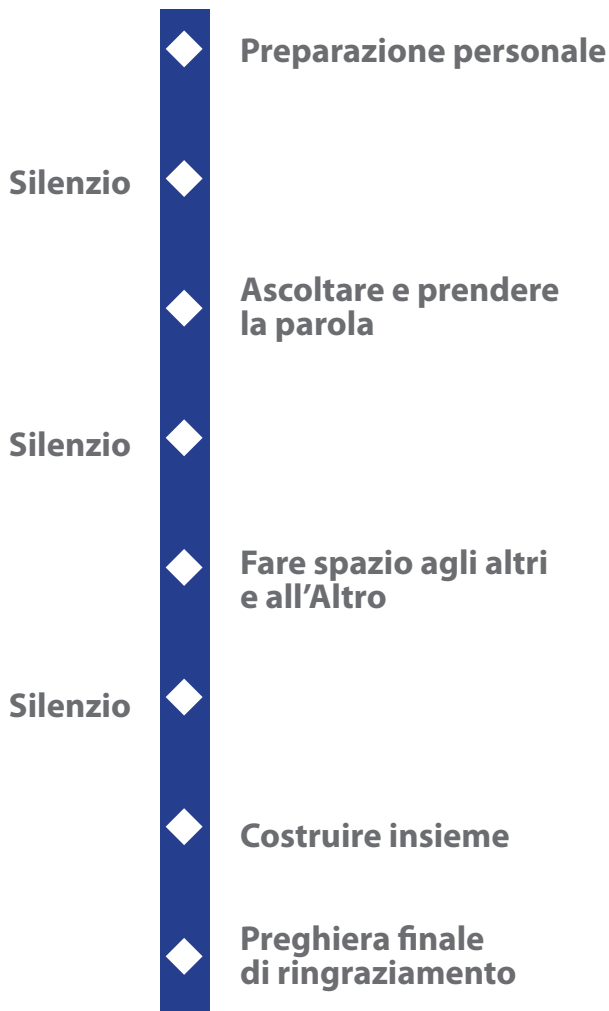 Preparazione personale
Silenzio
Ascoltare e prendere
la parola
Silenzio
Fare spazio agli altri
e all’Altro
Silenzio
Costruire insieme
Preghiera finale
di ringraziamento